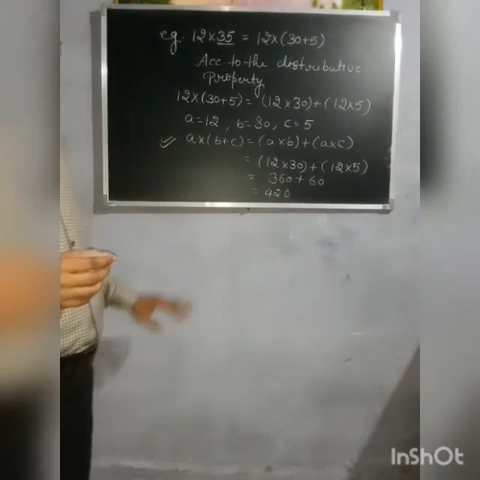 eg. 12 × 35 = 12 × (30+5)
Acc to the distributive
Property
12×(30+5) = (12×30)+(12×5)
a=12, b=30, c=5
✓ a×(b+c) = (a×b)+(a×c)
= (12×30)+(12×5)
= 360 + 60
= 420
InShOt